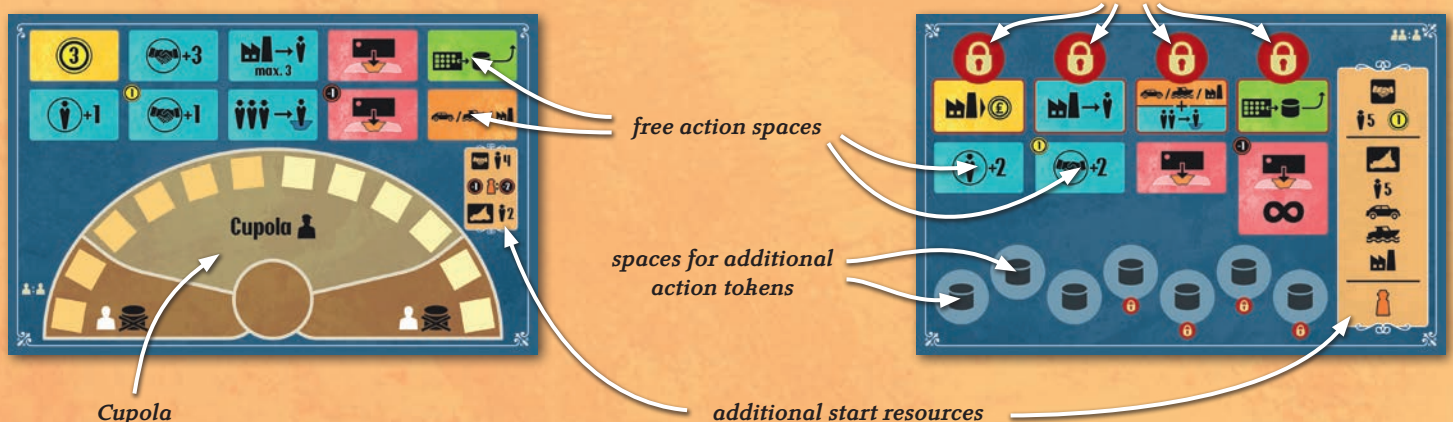 3
+3
max. 3
+1
1
+1
-1
4
-1 : -2
2
Cupola
free action spaces
spaces for additional
action tokens
£
+2
1
+2
-1
∞
5 1
5
Cupola
additional start resources